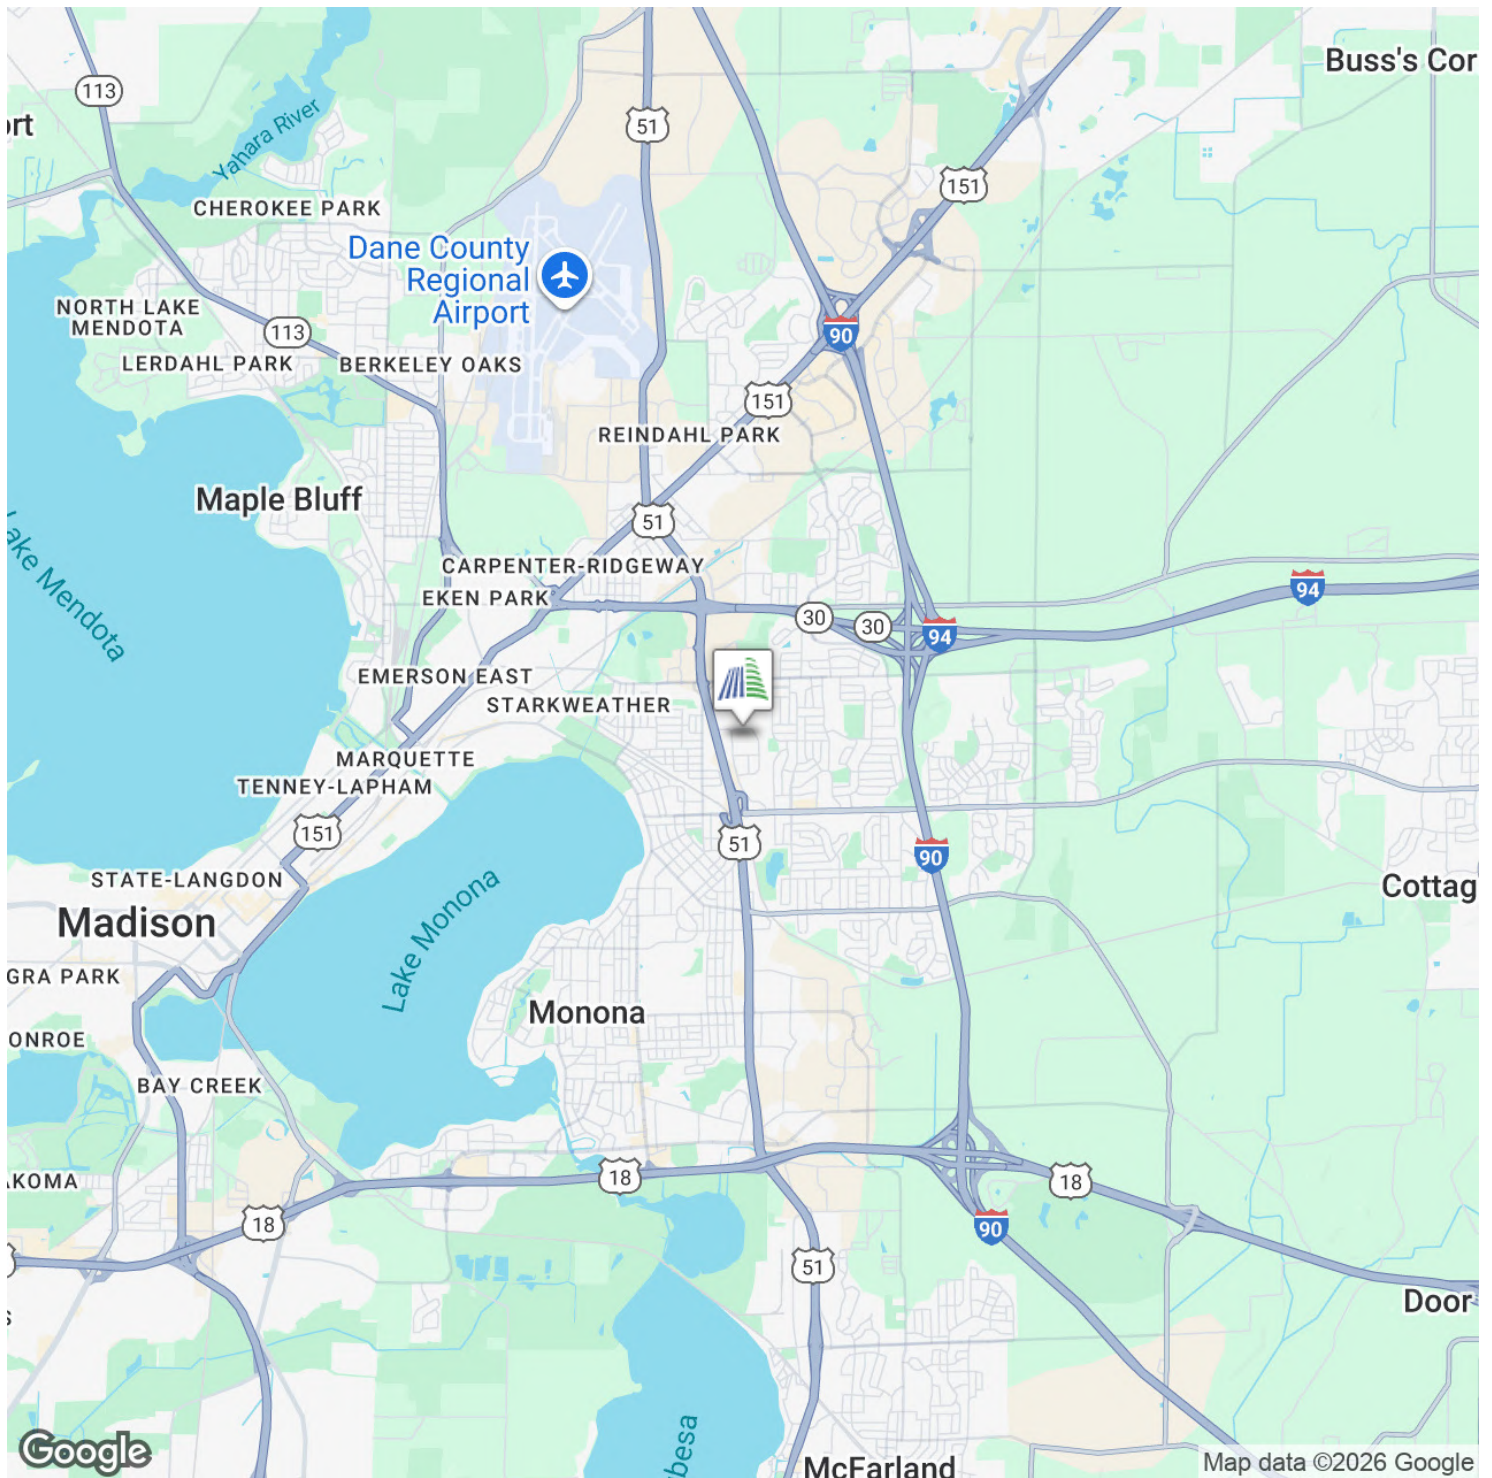 Buss's Cor
113
ort
51
Yahara River
151
CHEROKEE PARK
Dane County
Regional
Airport
NORTH LAKE
MENDOTA
113
90
LERDAHL PARK
BERKELEY OAKS
151
REINDAHL PARK
Maple Bluff
51
Lake Mendota
CARPENTER-RIDGEWAY
EKEN PARK
94
30
30
94
EMERSON EAST
STARKWEATHER
MARQUETTE
TENNEY-LAPHAM
151
51
90
STATE-LANGDON
Cottag
Madison
Lake Monona
GRA PARK
Monona
ONROE
BAY CREEK
AKOMA
18
18
18
90
51
Door
s
besa
McFarland
Google
Map data ©2026 Google